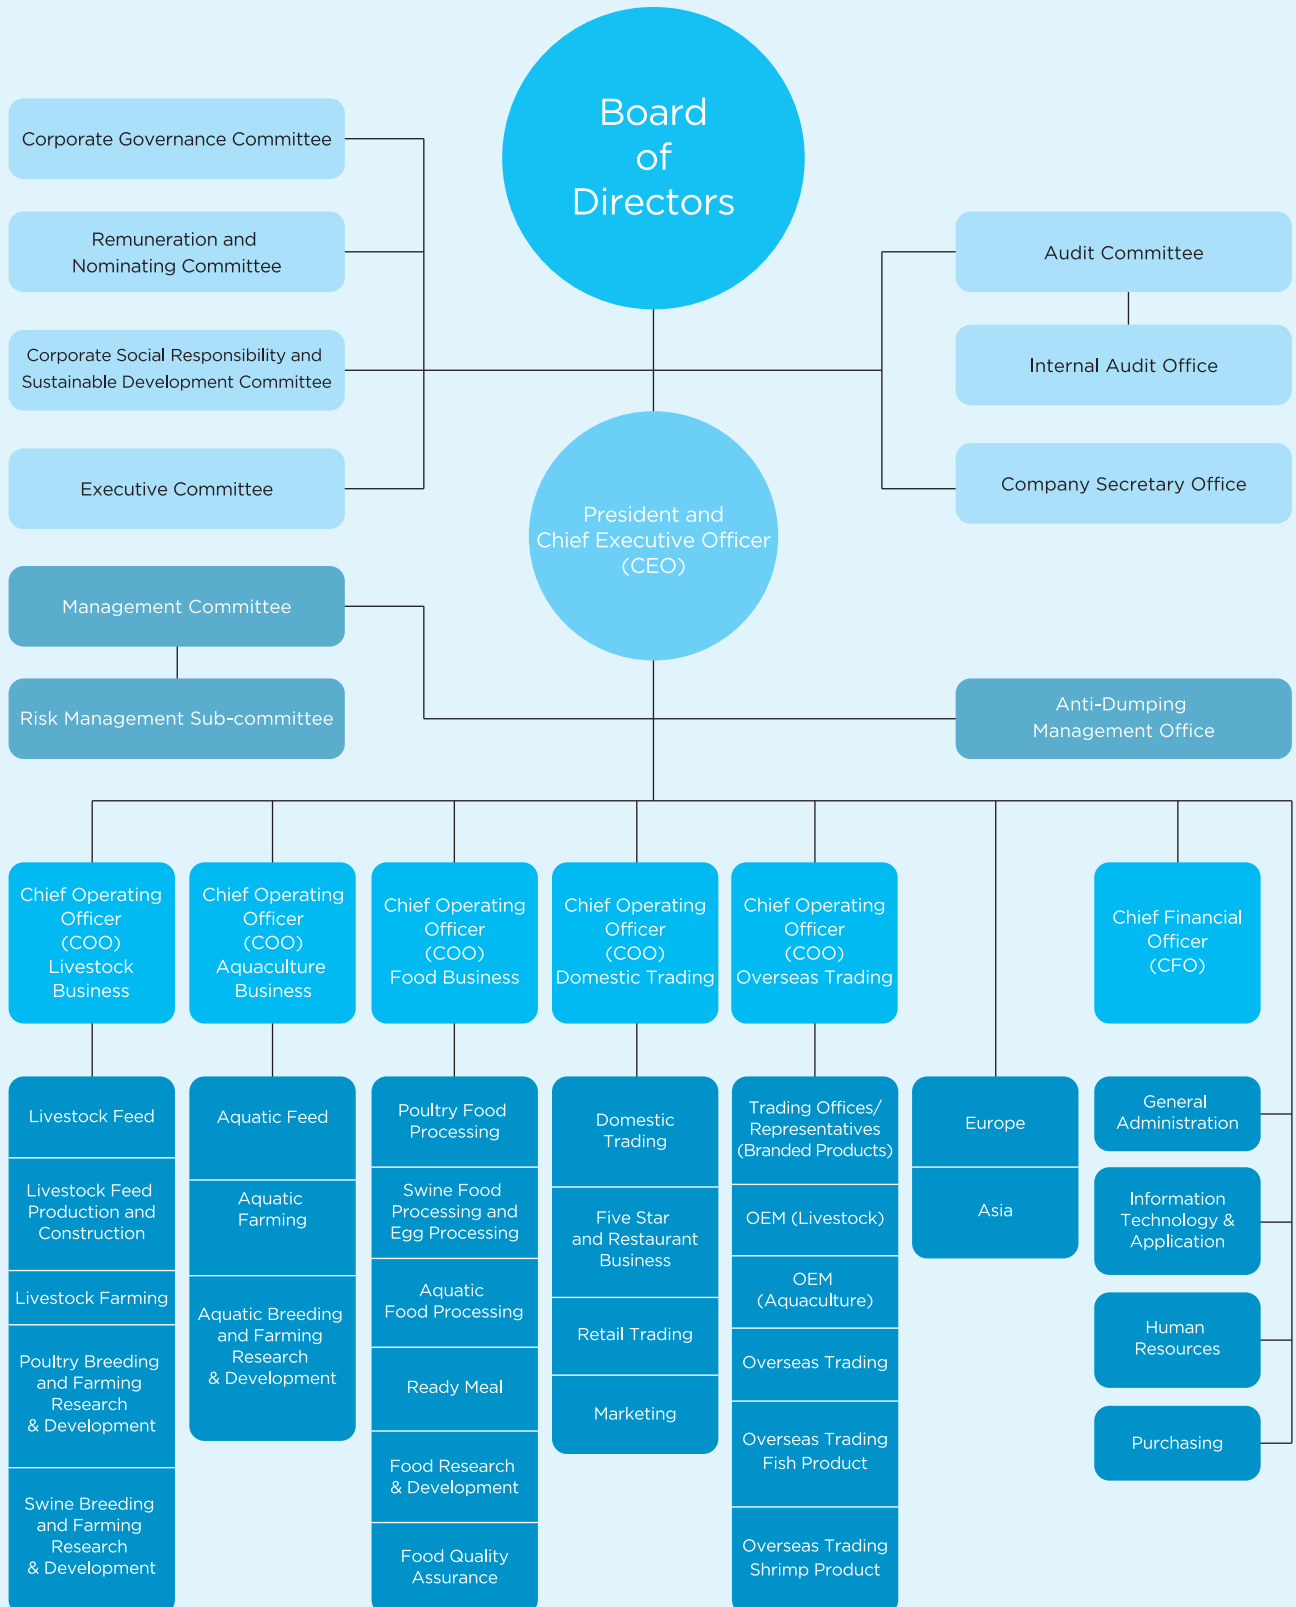 Board
of
Directors
Corporate Governance Committee
Remuneration and
Nominating Committee
Corporate Social Responsibility and
Sustainable Development Committee
Executive Committee
Audit Committee
Internal Audit Office
Company Secretary Office
President and
Chief Executive Officer
(CEO)
Management Committee
Risk Management Sub-committee
Anti-Dumping
Management Office
Chief Operating
Officer
(COO)
Livestock
Business
Chief Operating
Officer
(COO)
Aquaculture
Business
Chief Operating
Officer
(COO)
Food Business
Chief Operating
Officer
(COO)
Domestic Trading
Chief Operating
Officer
(COO)
Overseas Trading
Chief Financial
Officer
(CFO)
Livestock Feed
Livestock Feed
Production and
Construction
Livestock Farming
Poultry Breeding
and Farming
Research
& Development
Swine Breeding
and Farming
Research
& Development
Aquatic Feed
Aquatic
Farming
Aquatic Breeding
and Farming
Research
& Development
Poultry Food
Processing
Swine Food
Processing and
Egg Processing
Aquatic
Food Processing
Ready Meal
Food Research
& Development
Food Quality
Assurance
Domestic
Trading
Five Star
and Restaurant
Business
Retail Trading
Marketing
Trading Offices/
Representatives
(Branded Products)
OEM (Livestock)
OEM
(Aquaculture)
Overseas Trading
Overseas Trading
Fish Product
Overseas Trading
Shrimp Product
Europe
Asia
General
Administration
Information
Technology &
Application
Human
Resources
Purchasing